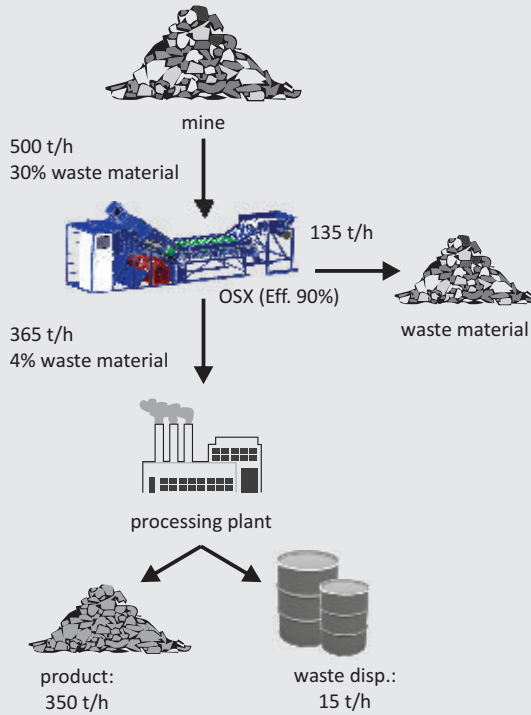 mine
500 t/h
30% waste material
135 t/h
OSX (Eff. 90%)
waste material
365 t/h
4% waste material
processing plant
product:
350 t/h
waste disp.:
15 t/h